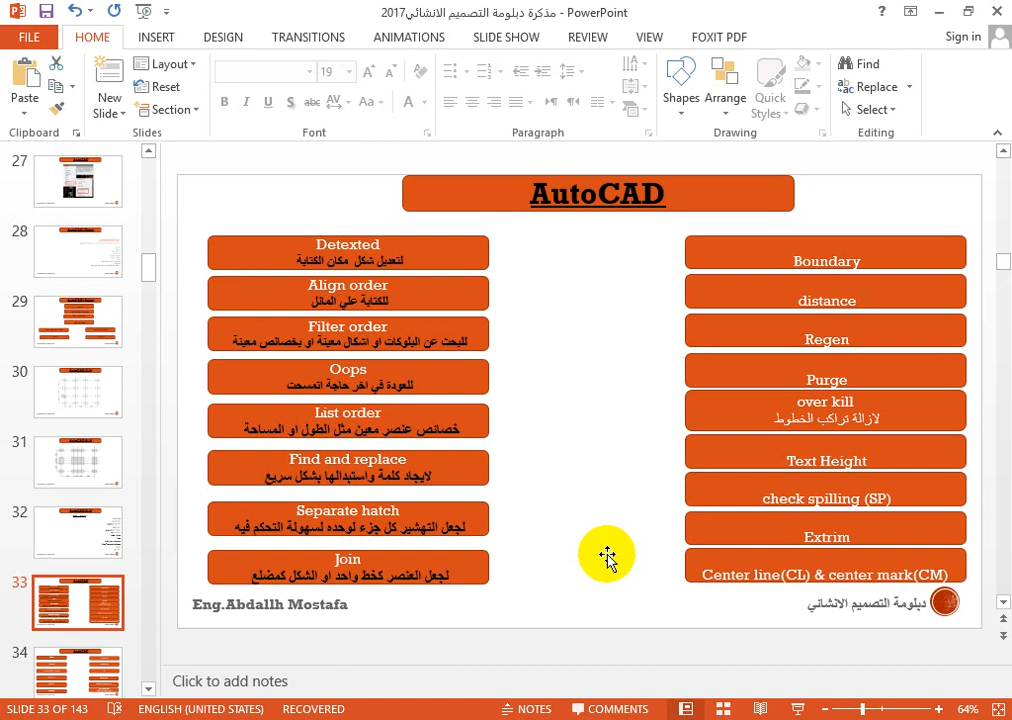 مذكرة دبلومة التصميم الانشائي2017 - PowerPoint
FILE
HOME
INSERT
DESIGN
TRANSITIONS
ANIMATIONS
SLIDE SHOW
REVIEW
VIEW
FOXIT PDF
Sign in
Paste
New
Slide
Layout
Reset
Section
19
B I U S abc AV Aa A
Shapes
Arrange
Quick
Styles
Find
Replace
Select
Clipboard
Slides
Font
Paragraph
Drawing
Editing
27
28
29
30
31
32
33
34
AutoCAD
Detexted
لتعديل شكل مكان الكتابة
Align order
للكتابة علي المائل
Filter order
للبحث عن البلوكات او اشكال معينة او بخصائص معينة
Oops
للعودة في اخر حاجة اتمسحت
List order
خصائص عنصر معين مثل الطول او المساحة
Find and replace
لايجاد كلمة واستبدالها بشكل سريع
Separate hatch
لجعل التهشير كل جزء لوحده لسهولة التحكم فيه
Join
لجعل العنصر كخط واحد او الشكل كمضلع
Boundary
distance
Regen
Purge
over kill
لازالة تراكب الخطوط
Text Height
check spilling (SP)
Extrim
Center line(CL) & center mark(CM)
Eng.Abdallh Mostafa
دبلومة التصميم الانشائي
Click to add notes
SLIDE 33 OF 143
ENGLISH (UNITED STATES)
RECOVERED
NOTES
COMMENTS
64%